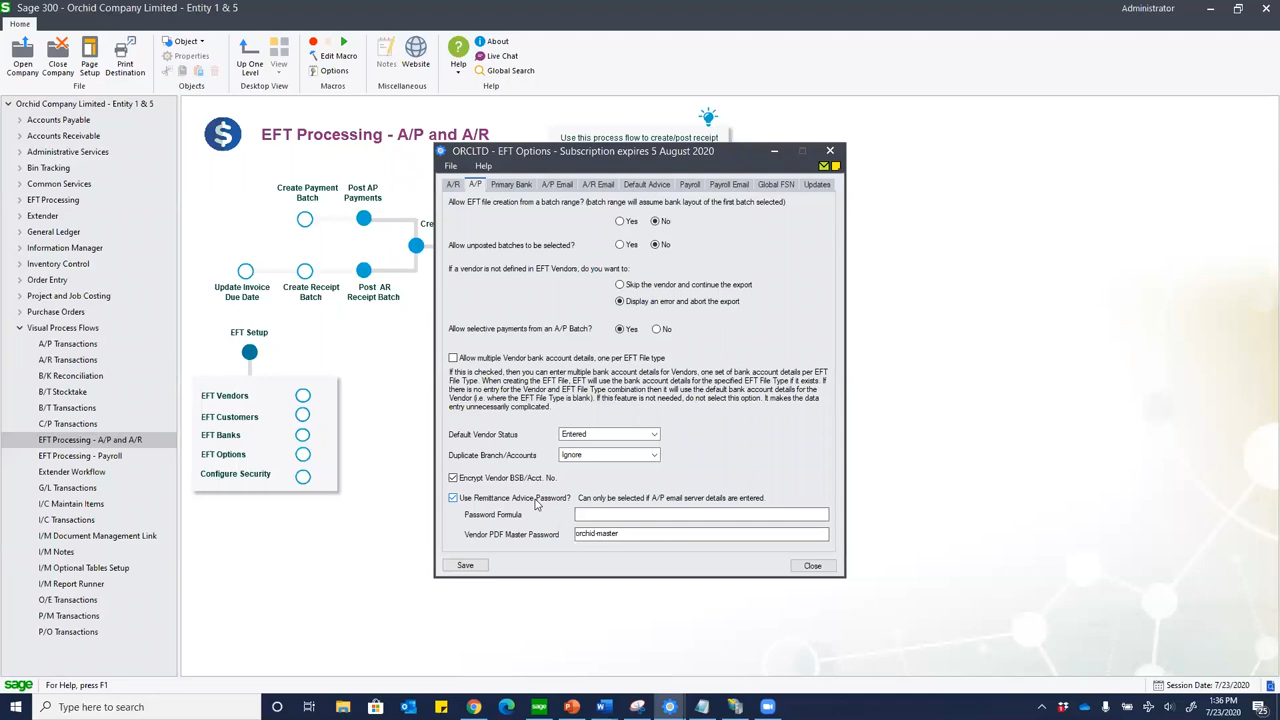 Sage 300 - Orchid Company Limited - Entity 1 & 5
Administrator
Home
Open Company
Close Company
Page Setup
Print Destination
File
Object
Properties
Objects
Up One Level
View
Desktop View
Edit Macro
Options
Macros
Notes
Website
Miscellaneous
Help
About
Live Chat
Global Search
Help
Orchid Company Limited - Entity 1 & 5
Accounts Payable
Accounts Receivable
Administrative Services
Bin Tracking
Common Services
EFT Processing
Extender
General Ledger
Information Manager
Inventory Control
Order Entry
Project and Job Costing
Purchase Orders
Visual Process Flows
A/P Transactions
A/R Transactions
B/K Reconciliation
B/T Stocktake
B/T Transactions
C/P Transactions
EFT Processing - A/P and A/R
EFT Processing - Payroll
Extender Workflow
G/L Transactions
I/C Maintain Items
I/C Transactions
I/M Document Management Link
I/M Notes
I/M Optional Tables Setup
I/M Report Runner
O/E Transactions
P/M Transactions
P/O Transactions
EFT Processing - A/P and A/R
Use this process flow to create/post receipt
Create Payment Batch
Post AP Payments
Cre
Update Invoice Due Date
Create Receipt Batch
Post AR Receipt Batch
EFT Setup
EFT Vendors
EFT Customers
EFT Banks
EFT Options
Configure Security
ORCLTD - EFT Options - Subscription expires 5 August 2020
File Help
A/R A/P Primary Bank A/P Email A/R Email Default Advice Payroll Payroll Email Global FSN Updates
Allow EFT file creation from a batch range? (batch range will assume bank layout of the first batch selected)
Yes No
Allow unposted batches to be selected? Yes No
If a vendor is not defined in EFT Vendors, do you want to:
Skip the vendor and continue the export
Display an error and abort the export
Allow selective payments from an A/P Batch? Yes No
Allow multiple Vendor bank account details, one per EFT File type
If this is checked, then you can enter multiple bank account details for Vendors, one set of bank account details per EFT
File Type. When creating the EFT File, EFT will use the bank account details for the specified EFT File Type if it exists. If
there is no entry for the Vendor and EFT File Type combination then it will use the default bank account details for the
Vendor (i.e. where the EFT File Type is blank). If this feature is not needed, do not select this option. It makes the data
entry unnecessarily complicated.
Default Vendor Status Entered
Duplicate Branch/Accounts Ignore
Encrypt Vendor BSB/Acct. No.
Use Remittance Advice Password? Can only be selected if A/P email server details are entered.
Password Formula
Vendor PDF Master Password orchid-master
Save Close
sage For Help, press F1
Session Date: 7/23/2020
Type here to search
sage
1:36 PM
7/23/2020